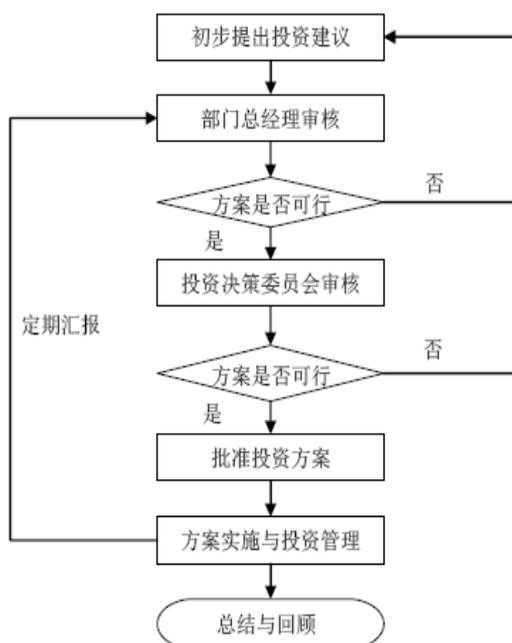 初步提出投资建议
部门总经理审核
方案是否可行
否
是
投资决策委员会审核
定期汇报
否
方案是否可行
是
批准投资方案
方案实施与投资管理
总结与回顾